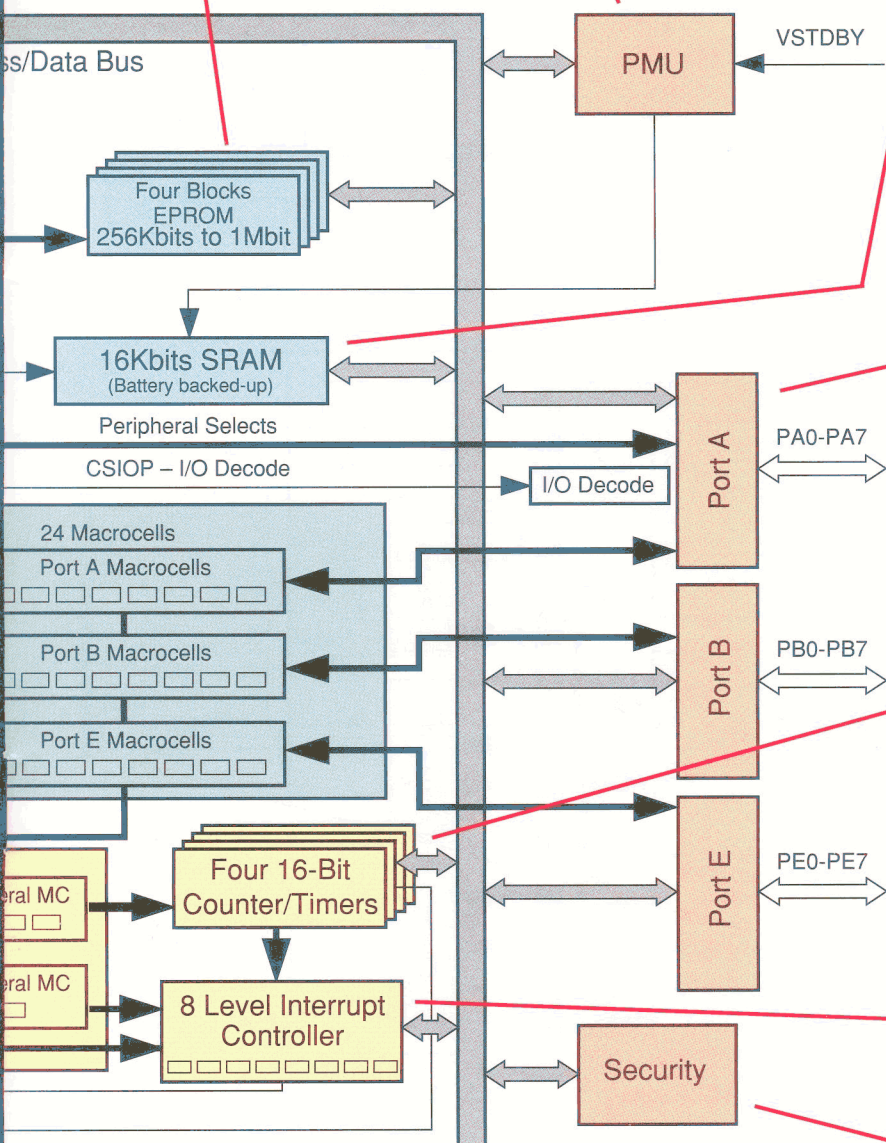 ss/Data Bus
PMU
VSTDBY
Four Blocks
EPROM
256Kbits to 1Mbit
16Kbits SRAM
(Battery backed-up)
Peripheral Selects
CSIOP – I/O Decode
I/O Decode
Port A
PA0-PA7
24 Macrocells
Port A Macrocells
Port B Macrocells
Port E Macrocells
Port B
PB0-PB7
Port E
PE0-PE7
Four 16-Bit
Counter/Timers
eral MC
eral MC
8 Level Interrupt
Controller
Security